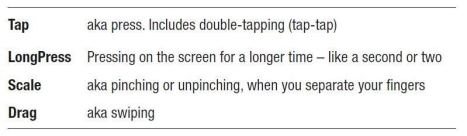 Tap aka press. Includes double-tapping (tap-tap)
LongPress Pressing on the screen for a longer time – like a second or two
Scale aka pinching or unpinching, when you separate your fingers
Drag aka swiping